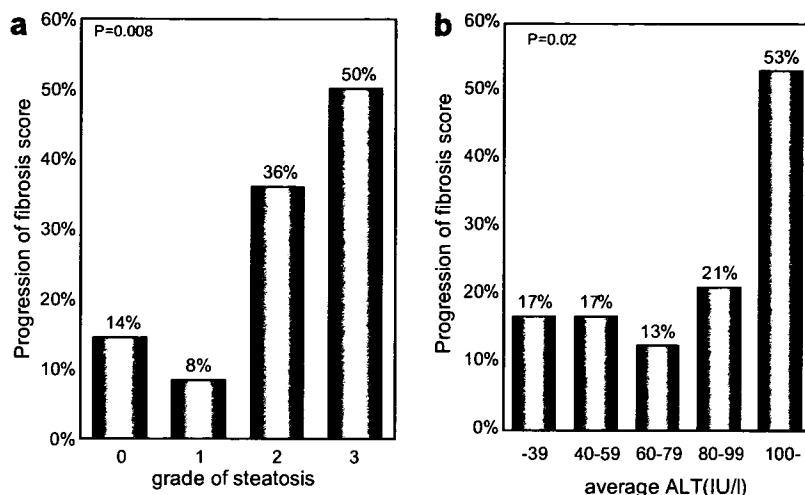 a
P=0.008
Progression of fibrosis score
60%
50%
40%
30%
20%
10%
0%
14%
8%
36%
50%
0 1 2 3
grade of steatosis
b
P=0.02
Progression of fibrosis score
60%
50%
40%
30%
20%
10%
0%
17%
17%
13%
21%
53%
-39 40-59 60-79 80-99 100-
average ALT(IU/l)